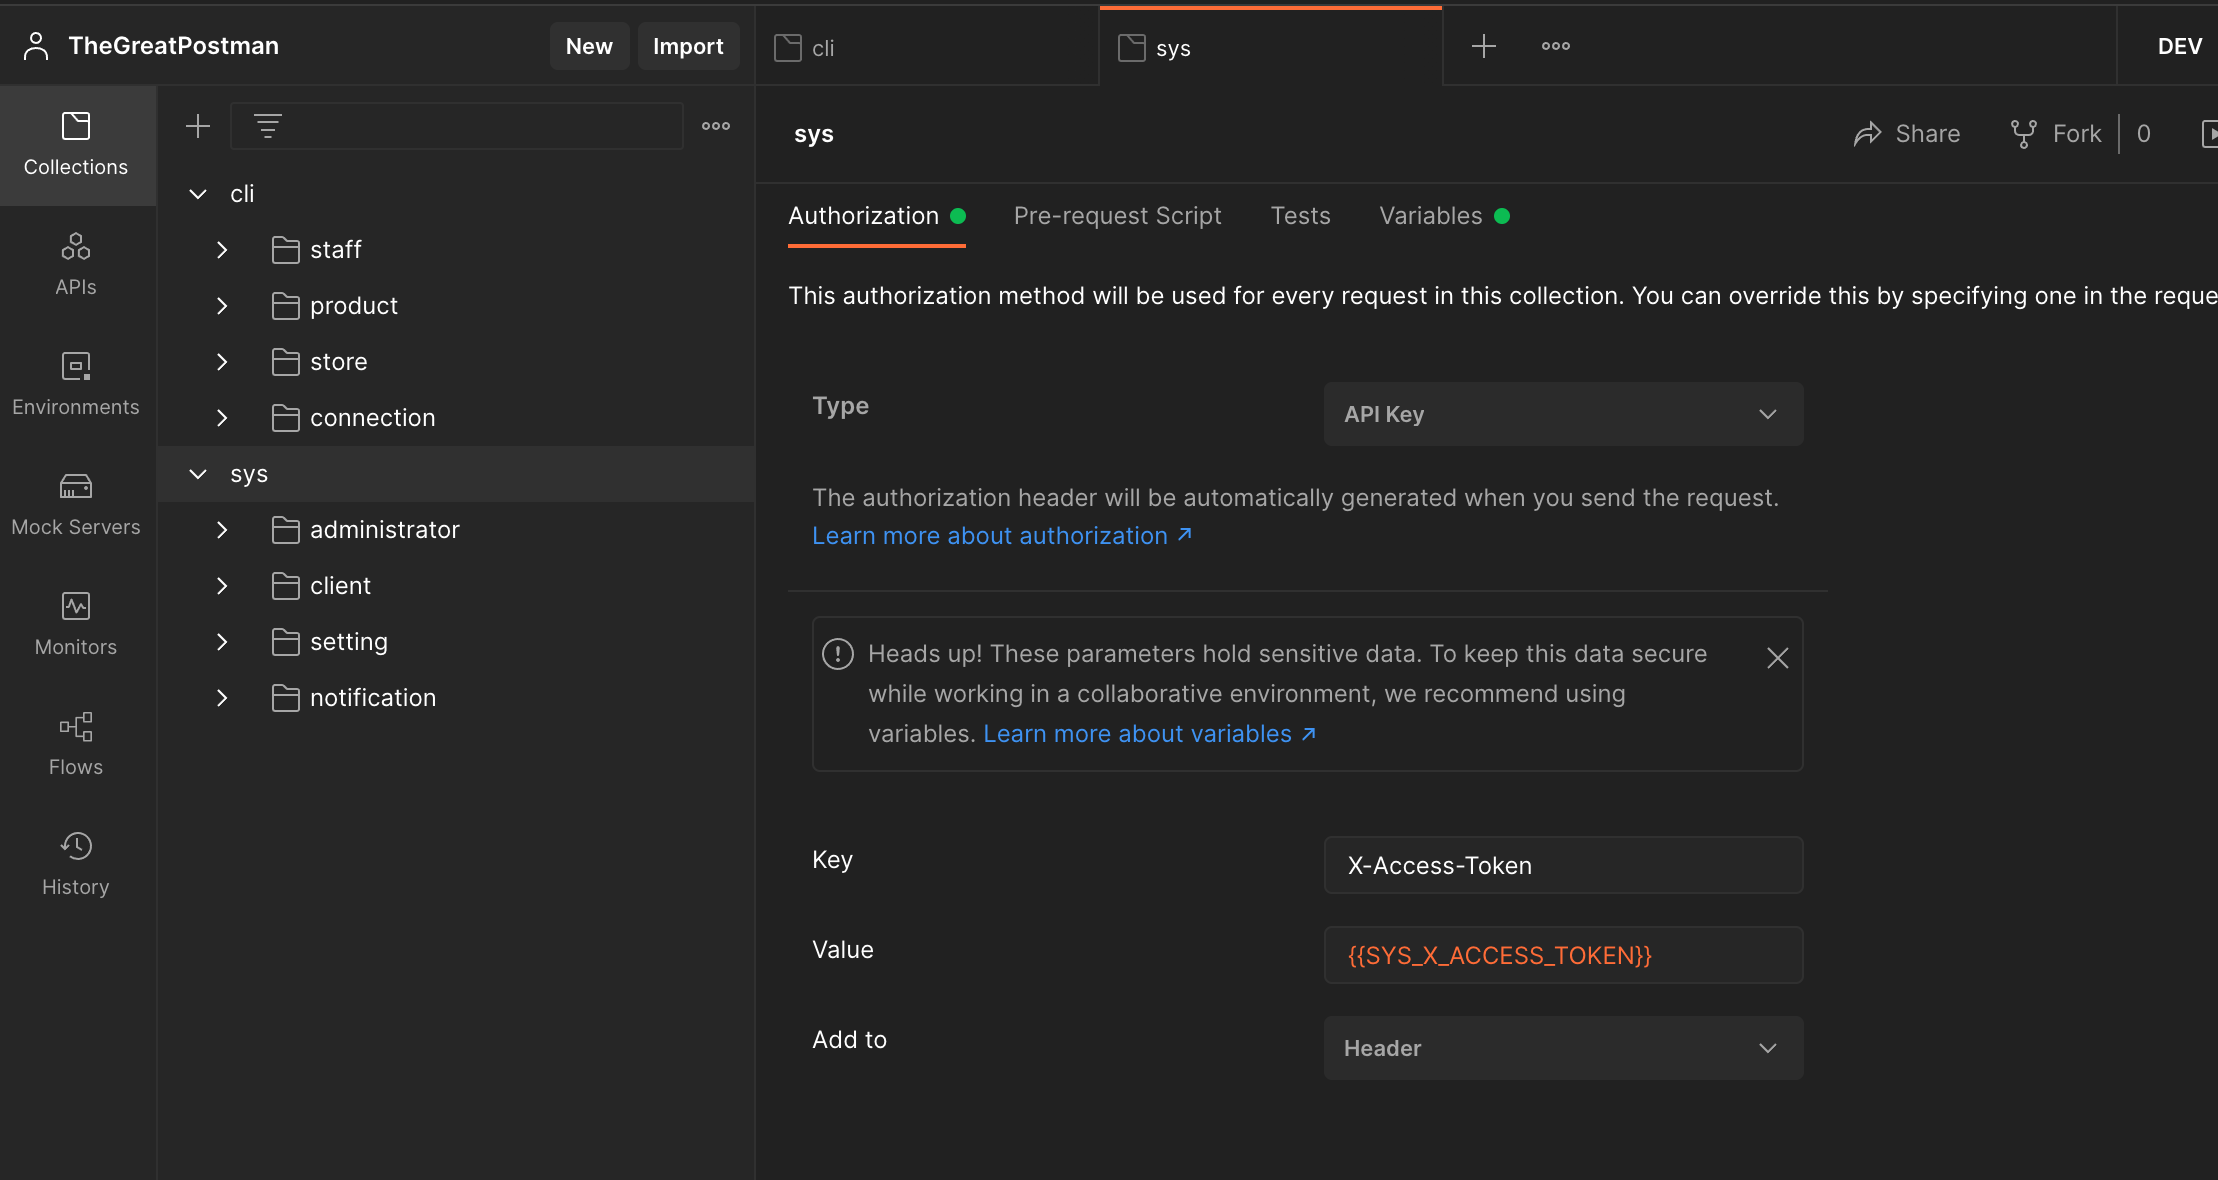 TheGreatPostman
New
Import
cli
sys
DEV
Collections
APIs
Environments
Mock Servers
Monitors
Flows
History
cli
staff
product
store
connection
sys
administrator
client
setting
notification
sys
Share
Fork
0
Authorization
Pre-request Script
Tests
Variables
This authorization method will be used for every request in this collection. You can override this by specifying one in the reque
Type
API Key
The authorization header will be automatically generated when you send the request.
Learn more about authorization ↗
Heads up! These parameters hold sensitive data. To keep this data secure
while working in a collaborative environment, we recommend using
variables. Learn more about variables ↗
Key
X-Access-Token
Value
{{SYS_X_ACCESS_TOKEN}}
Add to
Header